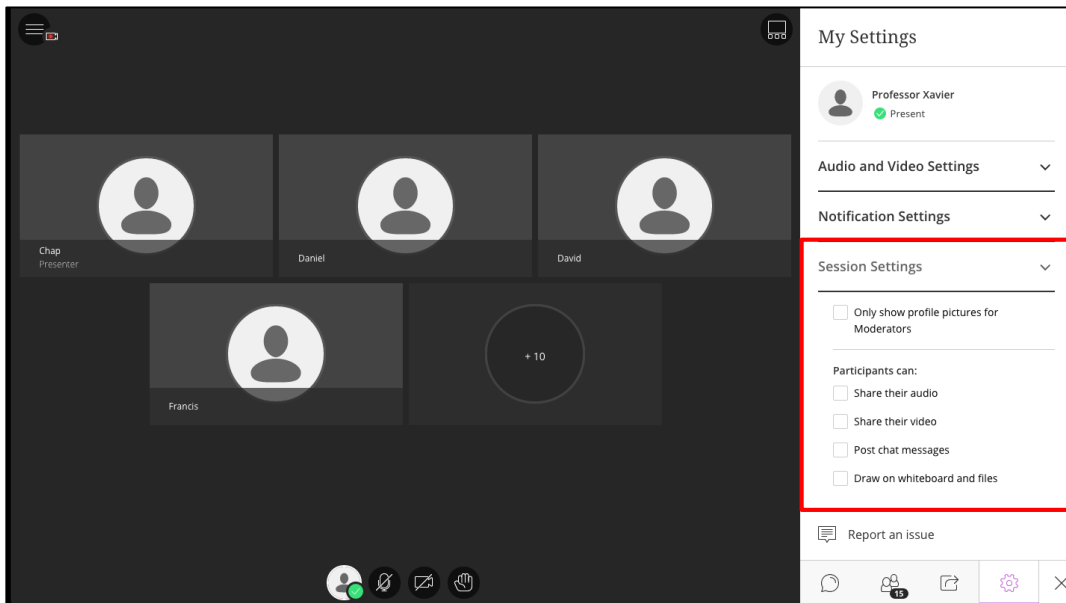 My Settings
Professor Xavier
Present
Audio and Video Settings
Notification Settings
Session Settings
Only show profile pictures for
Moderators
Participants can:
Share their audio
Share their video
Post chat messages
Draw on whiteboard and files
Report an issue
15
Chap
Presenter
Daniel
David
Francis
+ 10